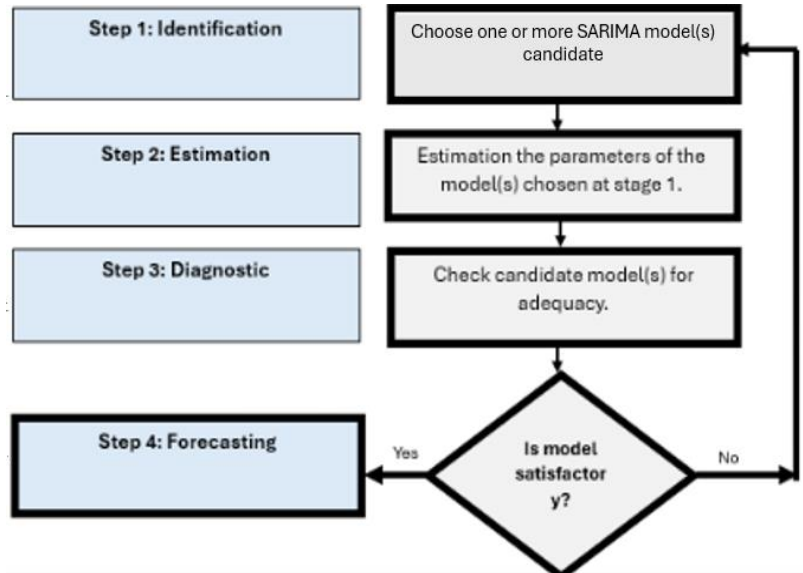 Step 1: Identification
Choose one or more SARIMA model(s)
candidate
Step 2: Estimation
Estimation the parameters of the
model(s) chosen at stage 1.
Step 3: Diagnostic
Check candidate model(s) for
adequacy.
Step 4: Forecasting
Yes
Is model
satisfactor
y?
No